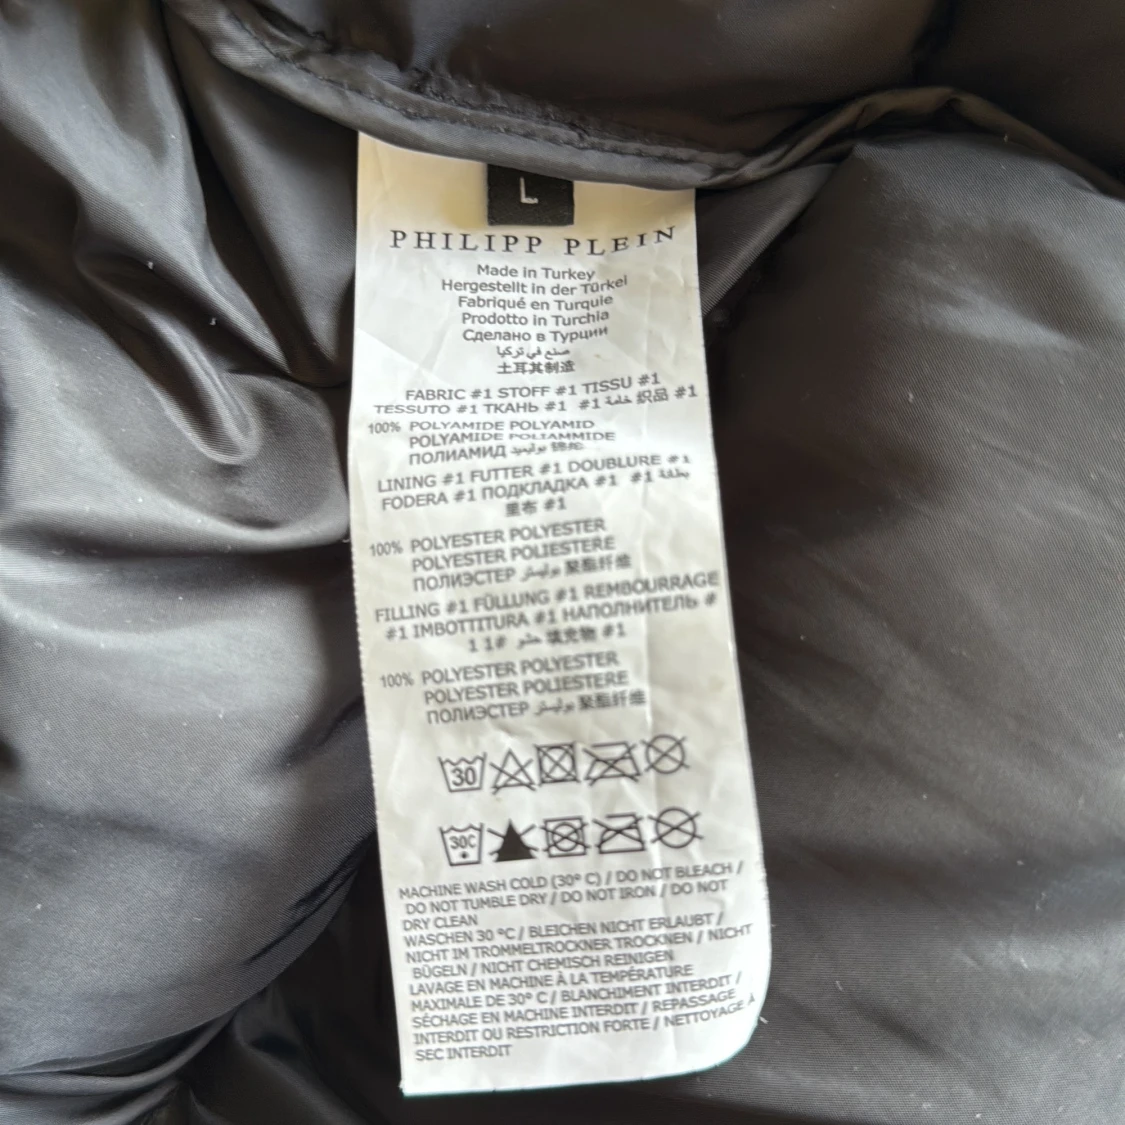 L
PHILIPP PLEIN
Made in Turkey
Hergestellt in der Türkei
Fabriqué en Turquie
Prodotto in Turchia
Сделано в Турции
صنع في تركيا
土耳其制造
FABRIC #1 STOFF #1 TISSU #1
TESSUTO #1 ТКАНЬ #1 #1 خامة 织品 #1
100% POLYAMIDE POLYAMID
POLYAMIDE POLIAMMIDE
ПОЛИАМИД بوليميد 锦纶
LINING #1 FUTTER #1 DOUBLURE #1
FODERA #1 ПОДКЛАДКА #1 #1 بطانة
里布 #1
100% POLYESTER POLYESTER
POLYESTER POLIESTERE
ПОЛИЭСТЕР بوليستر 聚酯纤维
FILLING #1 FÜLLUNG #1 REMBOURRAGE
#1 IMBOTTITURA #1 НАПОЛНИТЕЛЬ #
1 1# حشو 填充物 #1
100% POLYESTER POLYESTER
POLYESTER POLIESTERE
ПОЛИЭСТЕР بوليستر 聚酯纤维
30
30C
MACHINE WASH COLD (30° C) / DO NOT BLEACH /
DO NOT TUMBLE DRY / DO NOT IRON / DO NOT
DRY CLEAN
WASCHEN 30 °C / BLEICHEN NICHT ERLAUBT /
NICHT IM TROMMELTROCKNER TROCKNEN / NICHT
BÜGELN / NICHT CHEMISCH REINIGEN
LAVAGE EN MACHINE À LA TEMPÉRATURE
MAXIMALE DE 30° C / BLANCHIMENT INTERDIT /
SÉCHAGE EN MACHINE INTERDIT / REPASSAGE
INTERDIT OU RESTRICTION FORTE / NETTOYAGE À
SEC INTERDIT